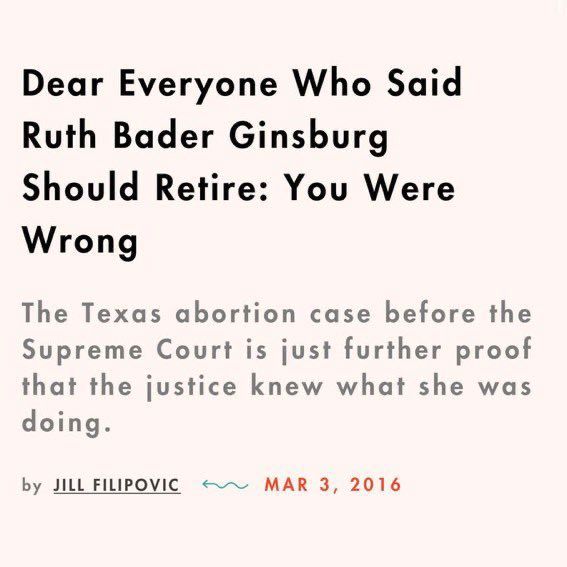 Dear Everyone Who Said
Ruth Bader Ginsburg
Should Retire: You Were
Wrong
The Texas abortion case before the
Supreme Court is just further proof
that the justice knew what she was
doing.
by JILL FILIPOVIC MAR 3, 2016